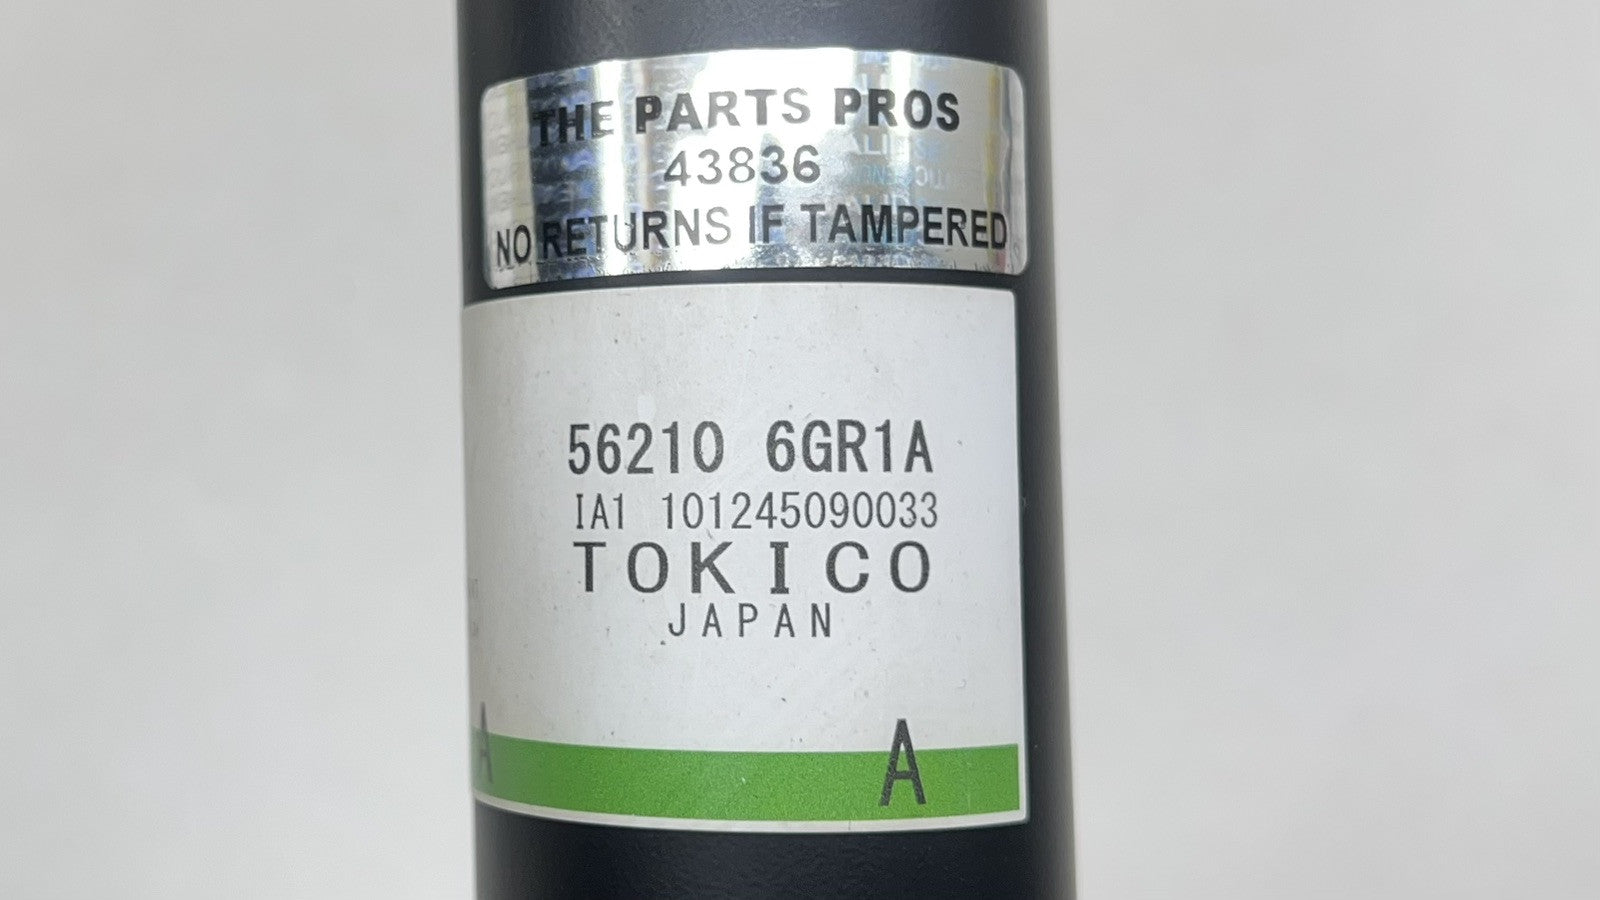 THE PARTS PROS
43836
NO RETURNS IF TAMPERED
56210 6GR1A
IA1 101245090033
TOKICO
JAPAN
A A